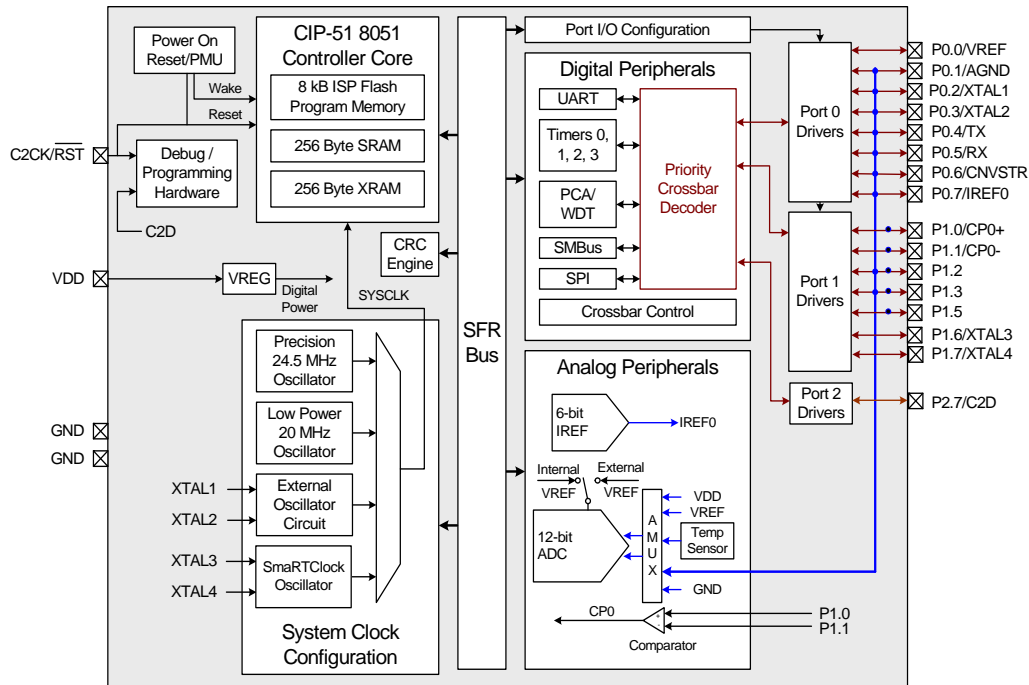 Power On
Reset/PMU
Wake
Reset
C2CK/RST
Debug /
Programming
Hardware
C2D
VDD
VREG
Digital
Power
GND
GND
CIP-51 8051
Controller Core
8 kB ISP Flash
Program Memory
256 Byte SRAM
256 Byte XRAM
CRC
Engine
SYSCLK
Precision
24.5 MHz
Oscillator
Low Power
20 MHz
Oscillator
External
Oscillator
Circuit
SmaRTClock
Oscillator
XTAL1
XTAL2
XTAL3
XTAL4
System Clock
Configuration
SFR
Bus
Port I/O Configuration
Digital Peripherals
UART
Timers 0,
1, 2, 3
PCA/
WDT
SMBus
SPI
Priority
Crossbar
Decoder
Crossbar Control
Analog Peripherals
6-bit
IREF
IREF0
Internal
VREF
External
VREF
12-bit
ADC
A
M
U
X
VDD
VREF
Temp
Sensor
GND
CP0
+
-
Comparator
P1.0
P1.1
Port 0
Drivers
Port 1
Drivers
Port 2
Drivers
P0.0/VREF
P0.1/AGND
P0.2/XTAL1
P0.3/XTAL2
P0.4/TX
P0.5/RX
P0.6/CNVSTR
P0.7/IREF0
P1.0/CP0+
P1.1/CP0-
P1.2
P1.3
P1.5
P1.6/XTAL3
P1.7/XTAL4
P2.7/C2D